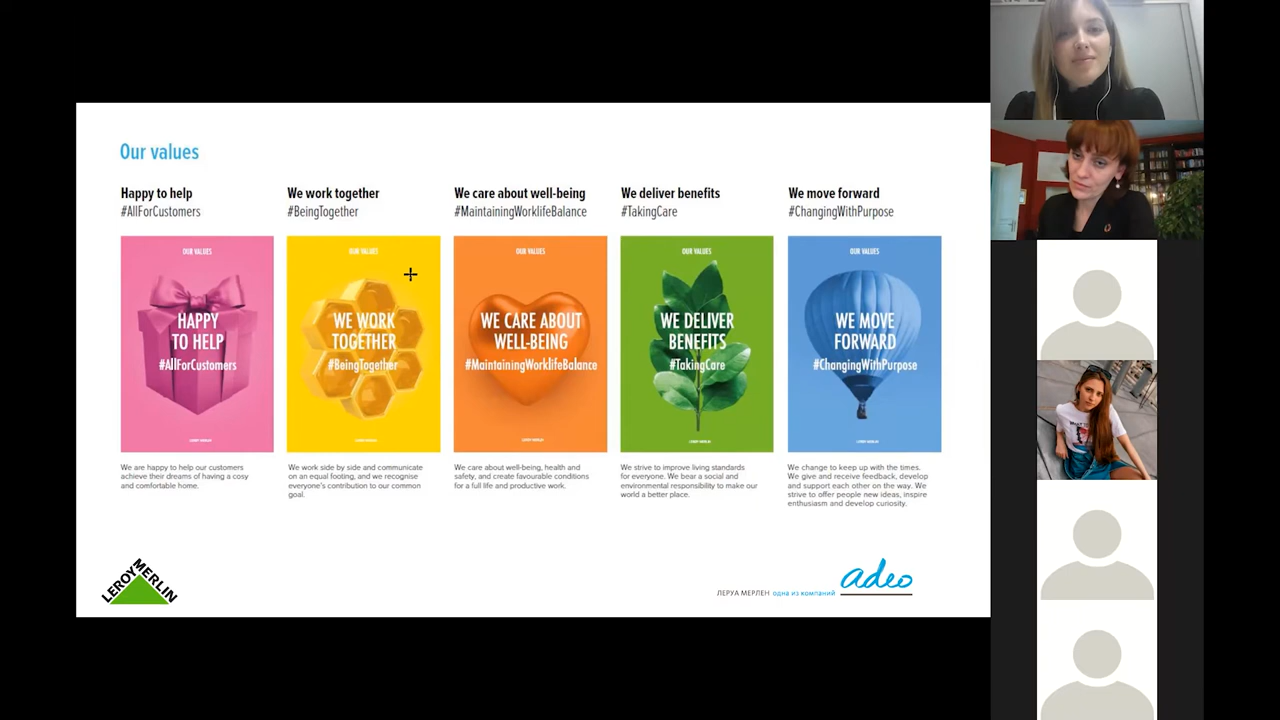 Our values
Happy to help
#AllForCustomers
We work together
#BeingTogether
We care about well-being
#MaintainingWorklifeBalance
We deliver benefits
#TakingCare
We move forward
#ChangingWithPurpose
OUR VALUES
HAPPY
TO HELP
#AllForCustomers
LEROY MERLIN
OUR VALUES
WE WORK
TOGETHER
#BeingTogether
OUR VALUES
WE CARE ABOUT
WELL-BEING
#MaintainingWorklifeBalance
LEROY MERLIN
OUR VALUES
WE DELIVER
BENEFITS
#TakingCare
LEROY MERLIN
OUR VALUES
WE MOVE
FORWARD
#ChangingWithPurpose
LEROY MERLIN
We are happy to help our customers
achieve their dreams of having a cosy
and comfortable home.
We work side by side and communicate
on an equal footing, and we recognise
everyone's contribution to our common
goal.
We care about well-being, health and
safety, and create favourable conditions
for a full life and productive work.
We strive to improve living standards
for everyone. We bear a social and
environmental responsibility to make our
world a better place.
We change to keep up with the times.
We give and receive feedback, develop
and support each other on the way. We
strive to offer people new ideas, inspire
enthusiasm and develop curiosity.
LEROY MERLIN
ЛЕРУА МЕРЛЕН одна из компаний
adeo